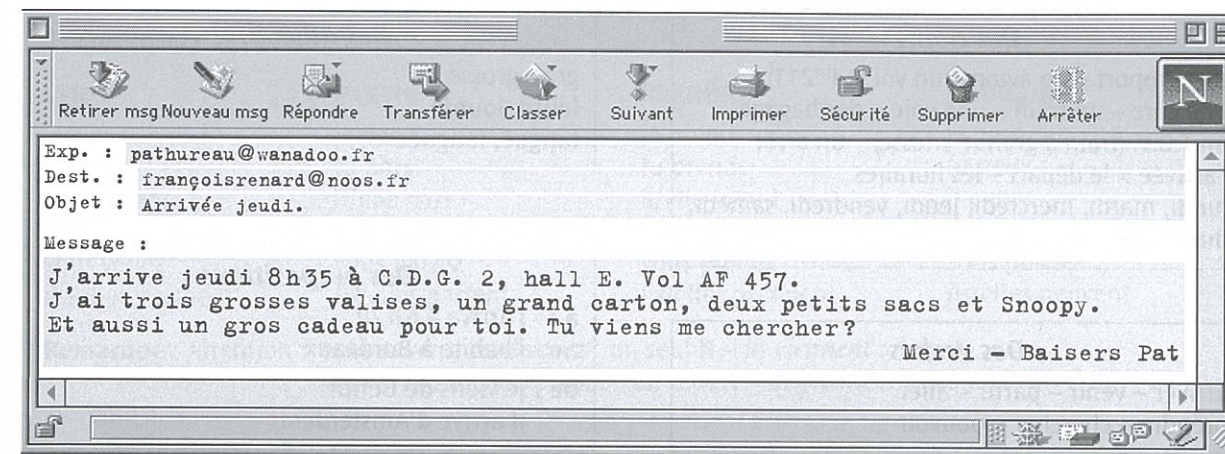 Retirer msg Nouveau msg Répondre Transférer Classer Suivant Imprimer Sécurité Supprimer Arrêter
N
Exp. : pathureau@wanadoo.fr
Dest. : françoisrenard@noos.fr
Objet : Arrivée jeudi.
Message :
J'arrive jeudi 8h35 à C.D.G. 2, hall E. Vol AF 457.
J'ai trois grosses valises, un grand carton, deux petits sacs et Snoopy.
Et aussi un gros cadeau pour toi. Tu viens me chercher?
Merci – Baisers Pat